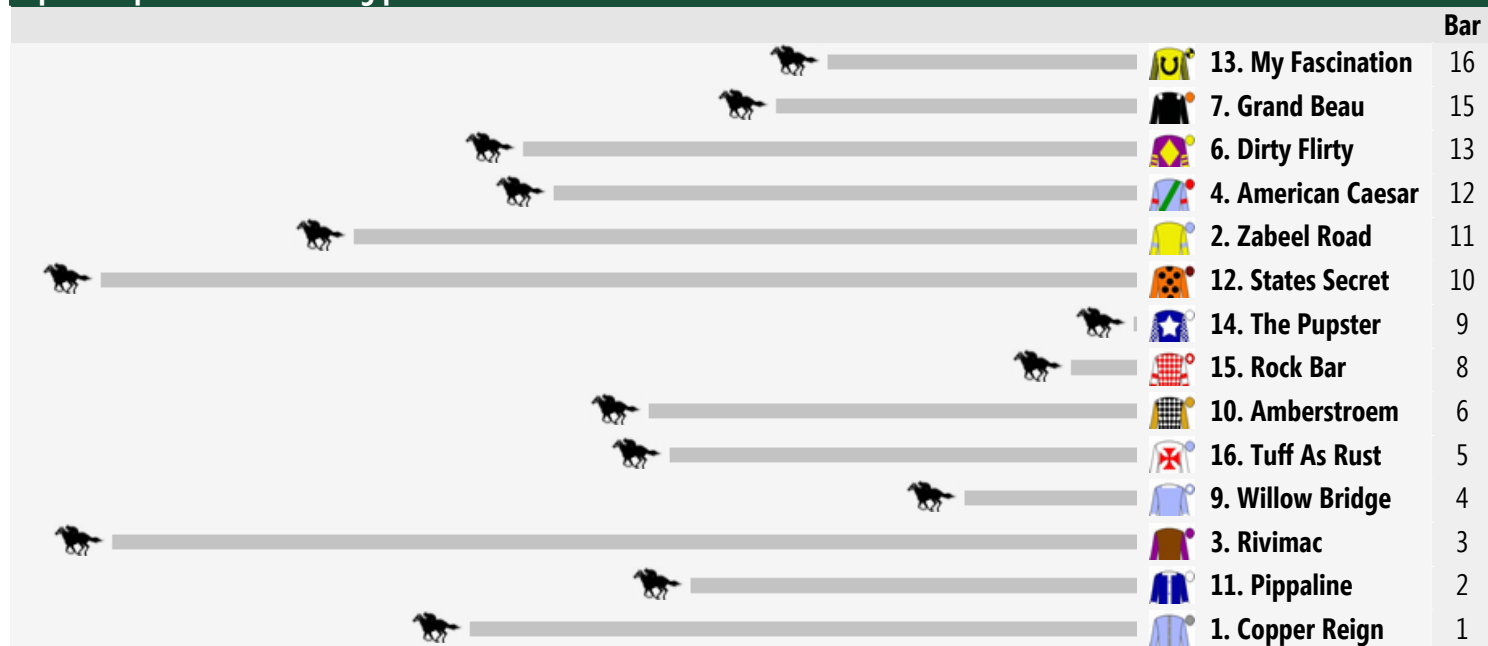 Bar
13. My Fascination 16
7. Grand Beau 15
6. Dirty Flirty 13
4. American Caesar 12
2. Zabeel Road 11
12. States Secret 10
14. The Pupster 9
15. Rock Bar 8
10. Amberstroem 6
16. Tuff As Rust 5
9. Willow Bridge 4
3. Rivimac 3
11. Pippaline 2
1. Copper Reign 1